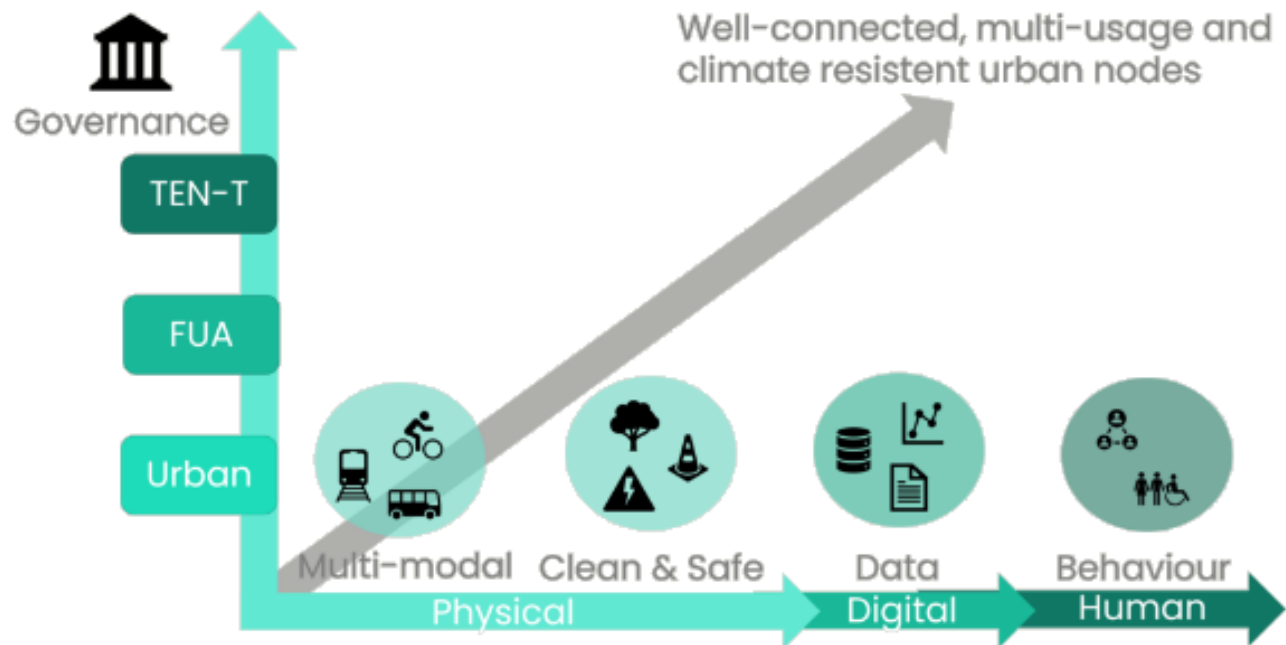 Well-connected, multi-usage and
climate resistent urban nodes
Governance
TEN-T
FUA
Urban
Multi-modal
Clean & Safe
Data
Behaviour
Physical
Digital
Human